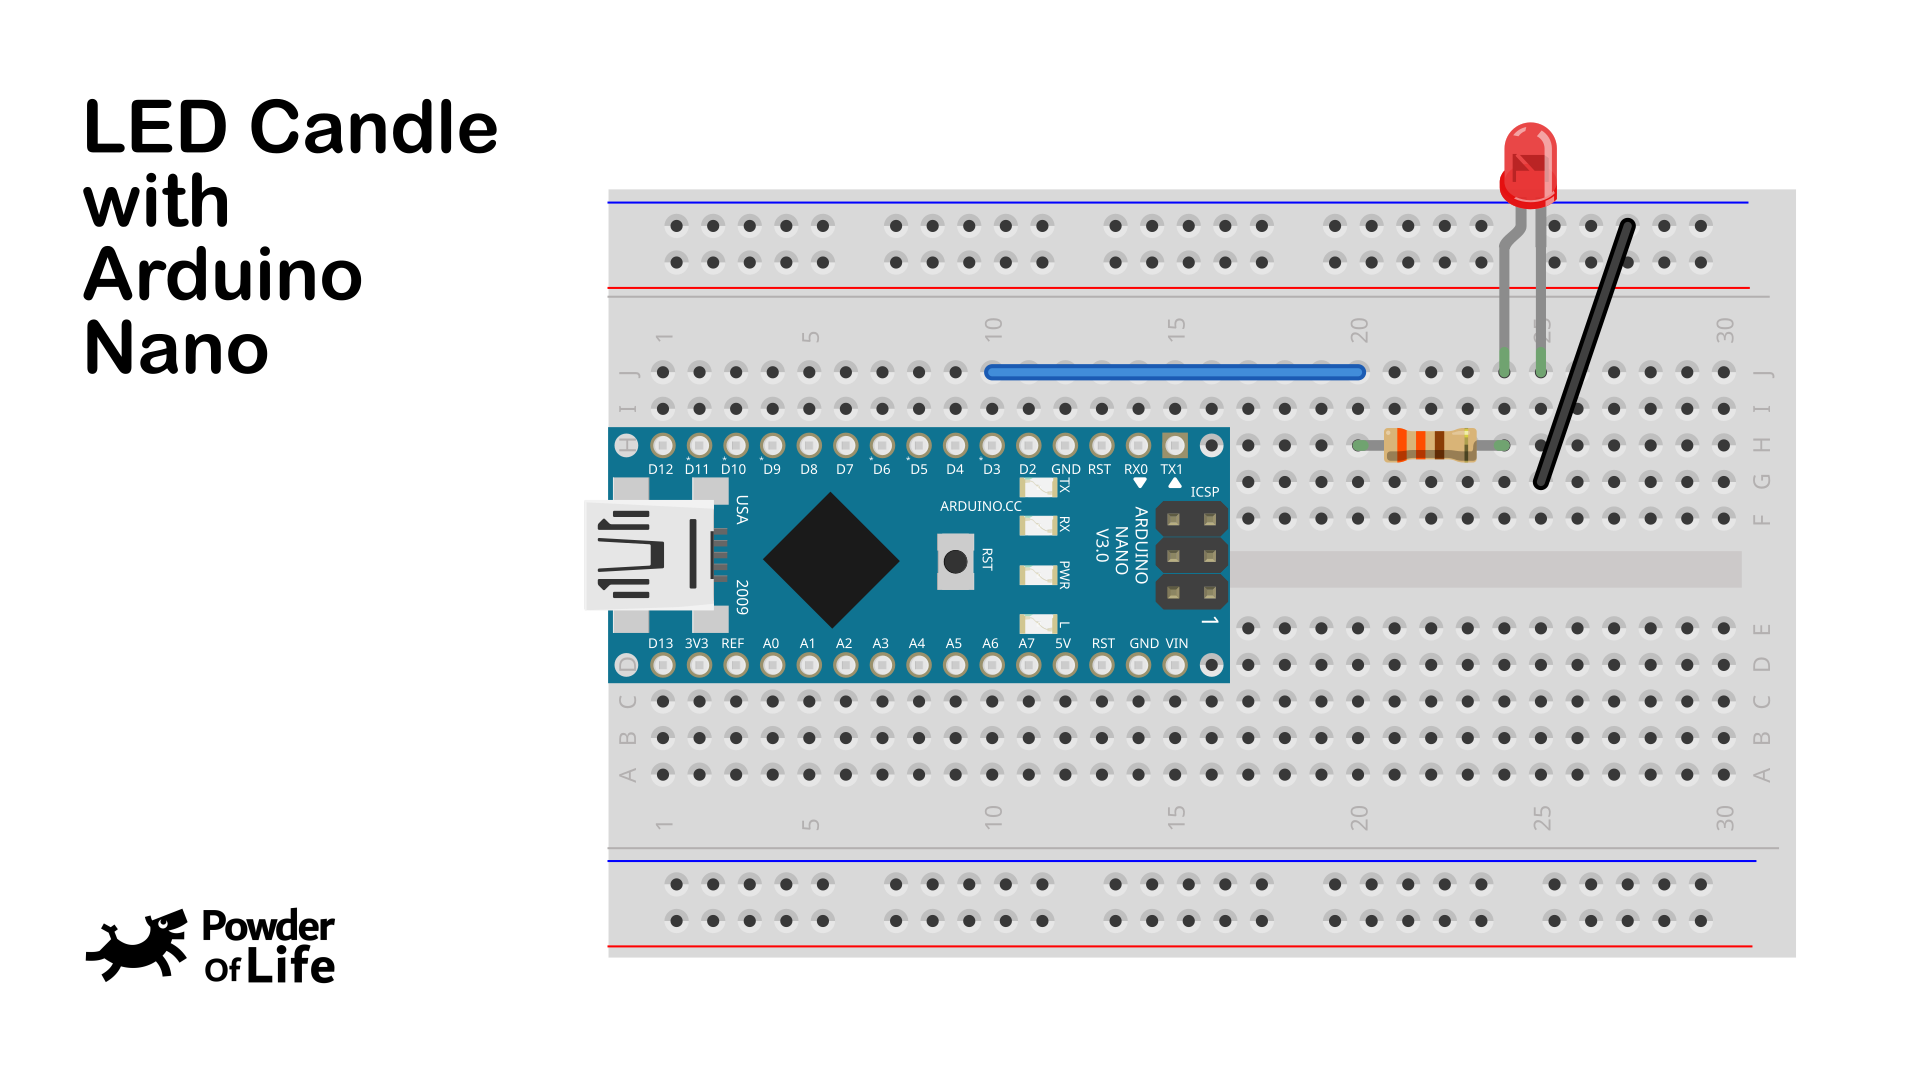 LED Candle
with
Arduino
Nano
1 5 10 15 20 25 30
J J
I I
H H
D12 D11 D10 D9 D8 D7 D6 D5 D4 D3 D2 GND RST RX0 TX1
G
F
ICSP
USA
TX
ARDUINO.CC
RX
RST
PWR
L
ARDUINO
NANO
V3.0
2009
1
D13 3V3 REF A0 A1 A2 A3 A4 A5 A6 A7 5V RST GND VIN
E
D D
C C
B B
A A
1 5 10 15 20 25 30
Powder
Of Life